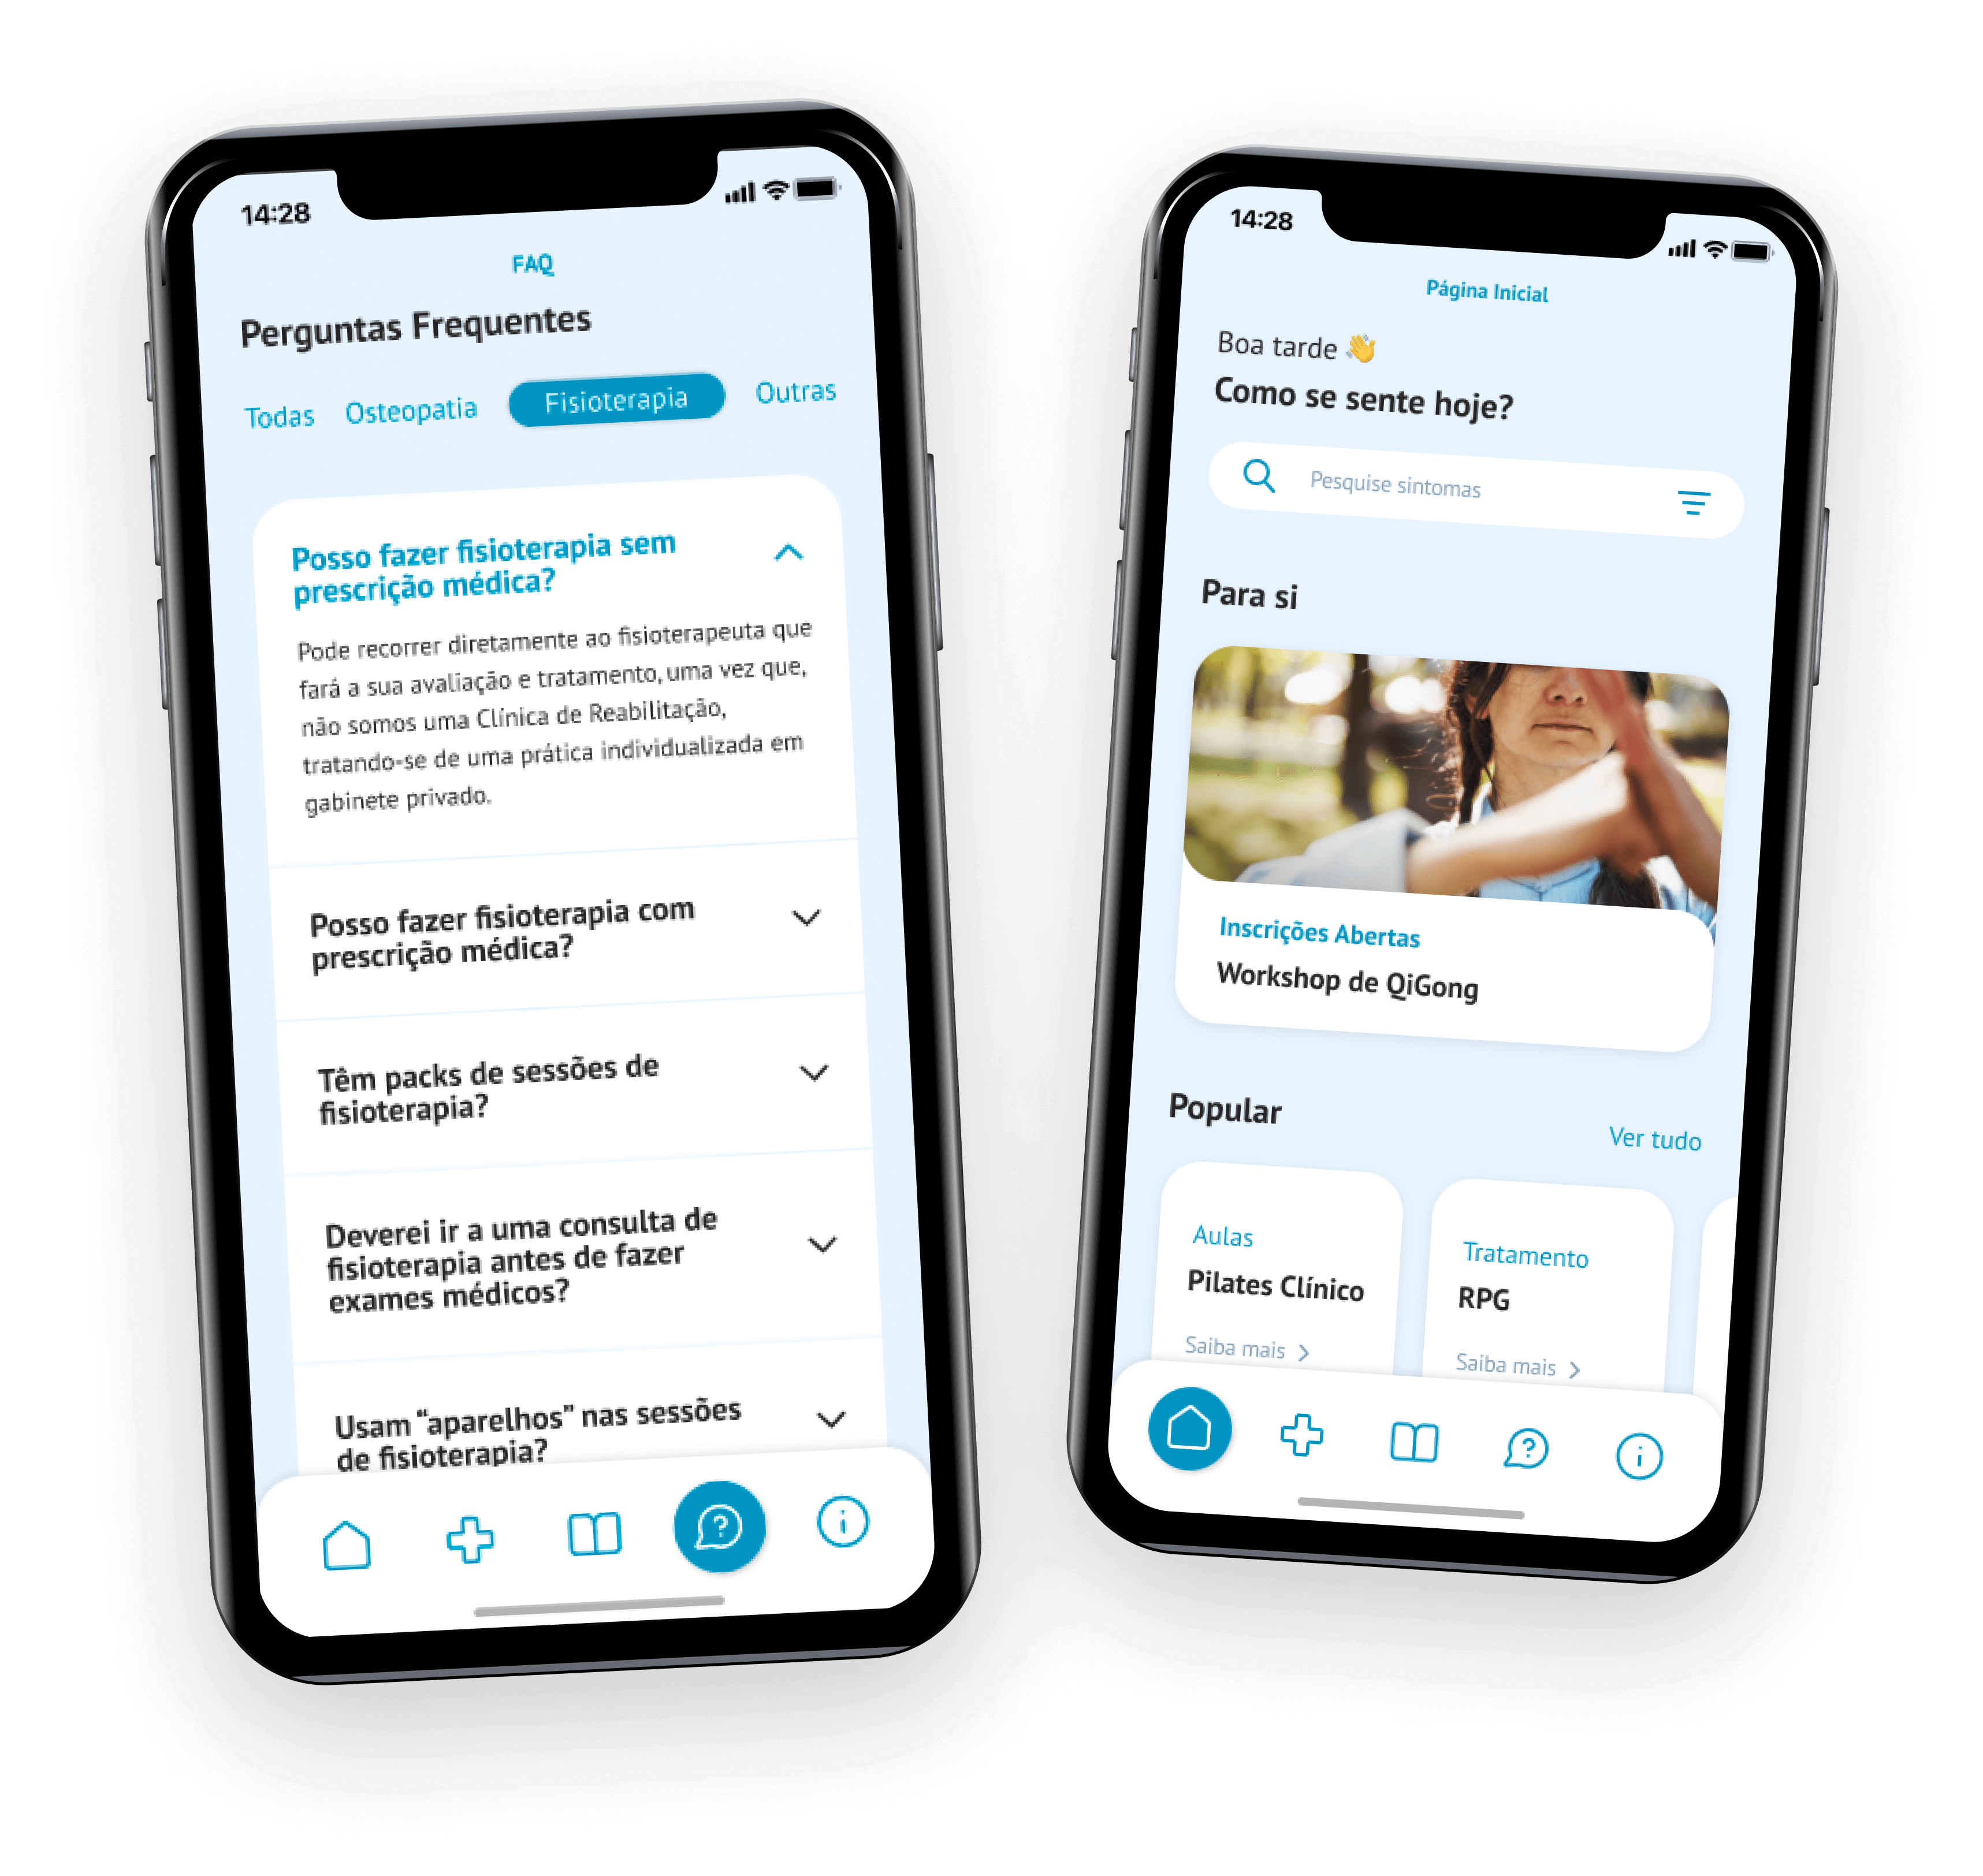 14:28
FAQ
Perguntas Frequentes
Todas Osteopatia Fisioterapia Outras
Posso fazer fisioterapia sem
prescrição médica?
Pode recorrer diretamente ao fisioterapeuta que
fará a sua avaliação e tratamento, uma vez que,
não somos uma Clínica de Reabilitação,
tratando-se de uma prática individualizada em
gabinete privado.
Posso fazer fisioterapia com
prescrição médica?
Têm packs de sessões de
fisioterapia?
Deverei ir a uma consulta de
fisioterapia antes de fazer
exames médicos?
Usam “aparelhos” nas sessões
de fisioterapia?
14:28
Página Inicial
Boa tarde 👋
Como se sente hoje?
Pesquise sintomas
Para si
Inscrições Abertas
Workshop de QiGong
Popular
Ver tudo
Aulas
Pilates Clínico
Saiba mais >
Tratamento
RPG
Saiba mais >